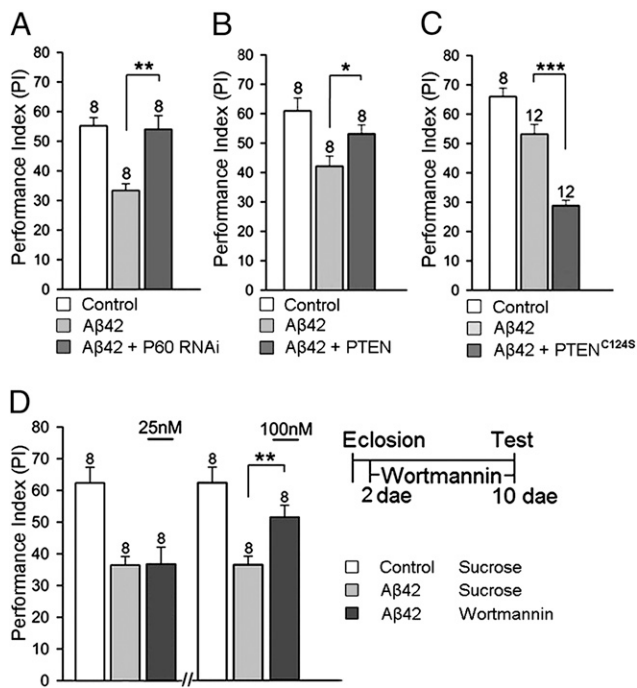 A
B
C
Performance Index (PI)
80
70
60
50
40
30
20
10
0
8
8
8
**
Control
Aβ42
Aβ42 + P60 RNAi
Performance Index (PI)
80
70
60
50
40
30
20
10
0
8
8
8
*
Control
Aβ42
Aβ42 + PTEN
Performance Index (PI)
80
70
60
50
40
30
20
10
0
8
12
12
***
Control
Aβ42
Aβ42 + PTENC124S
D
Performance Index (PI)
80
70
60
50
40
30
20
10
0
25nM
100nM
8
8
8
8
8
8
**
//
Eclosion Test
Wortmannin
2 dae 10 dae
Control Sucrose
Aβ42 Sucrose
Aβ42 Wortmannin